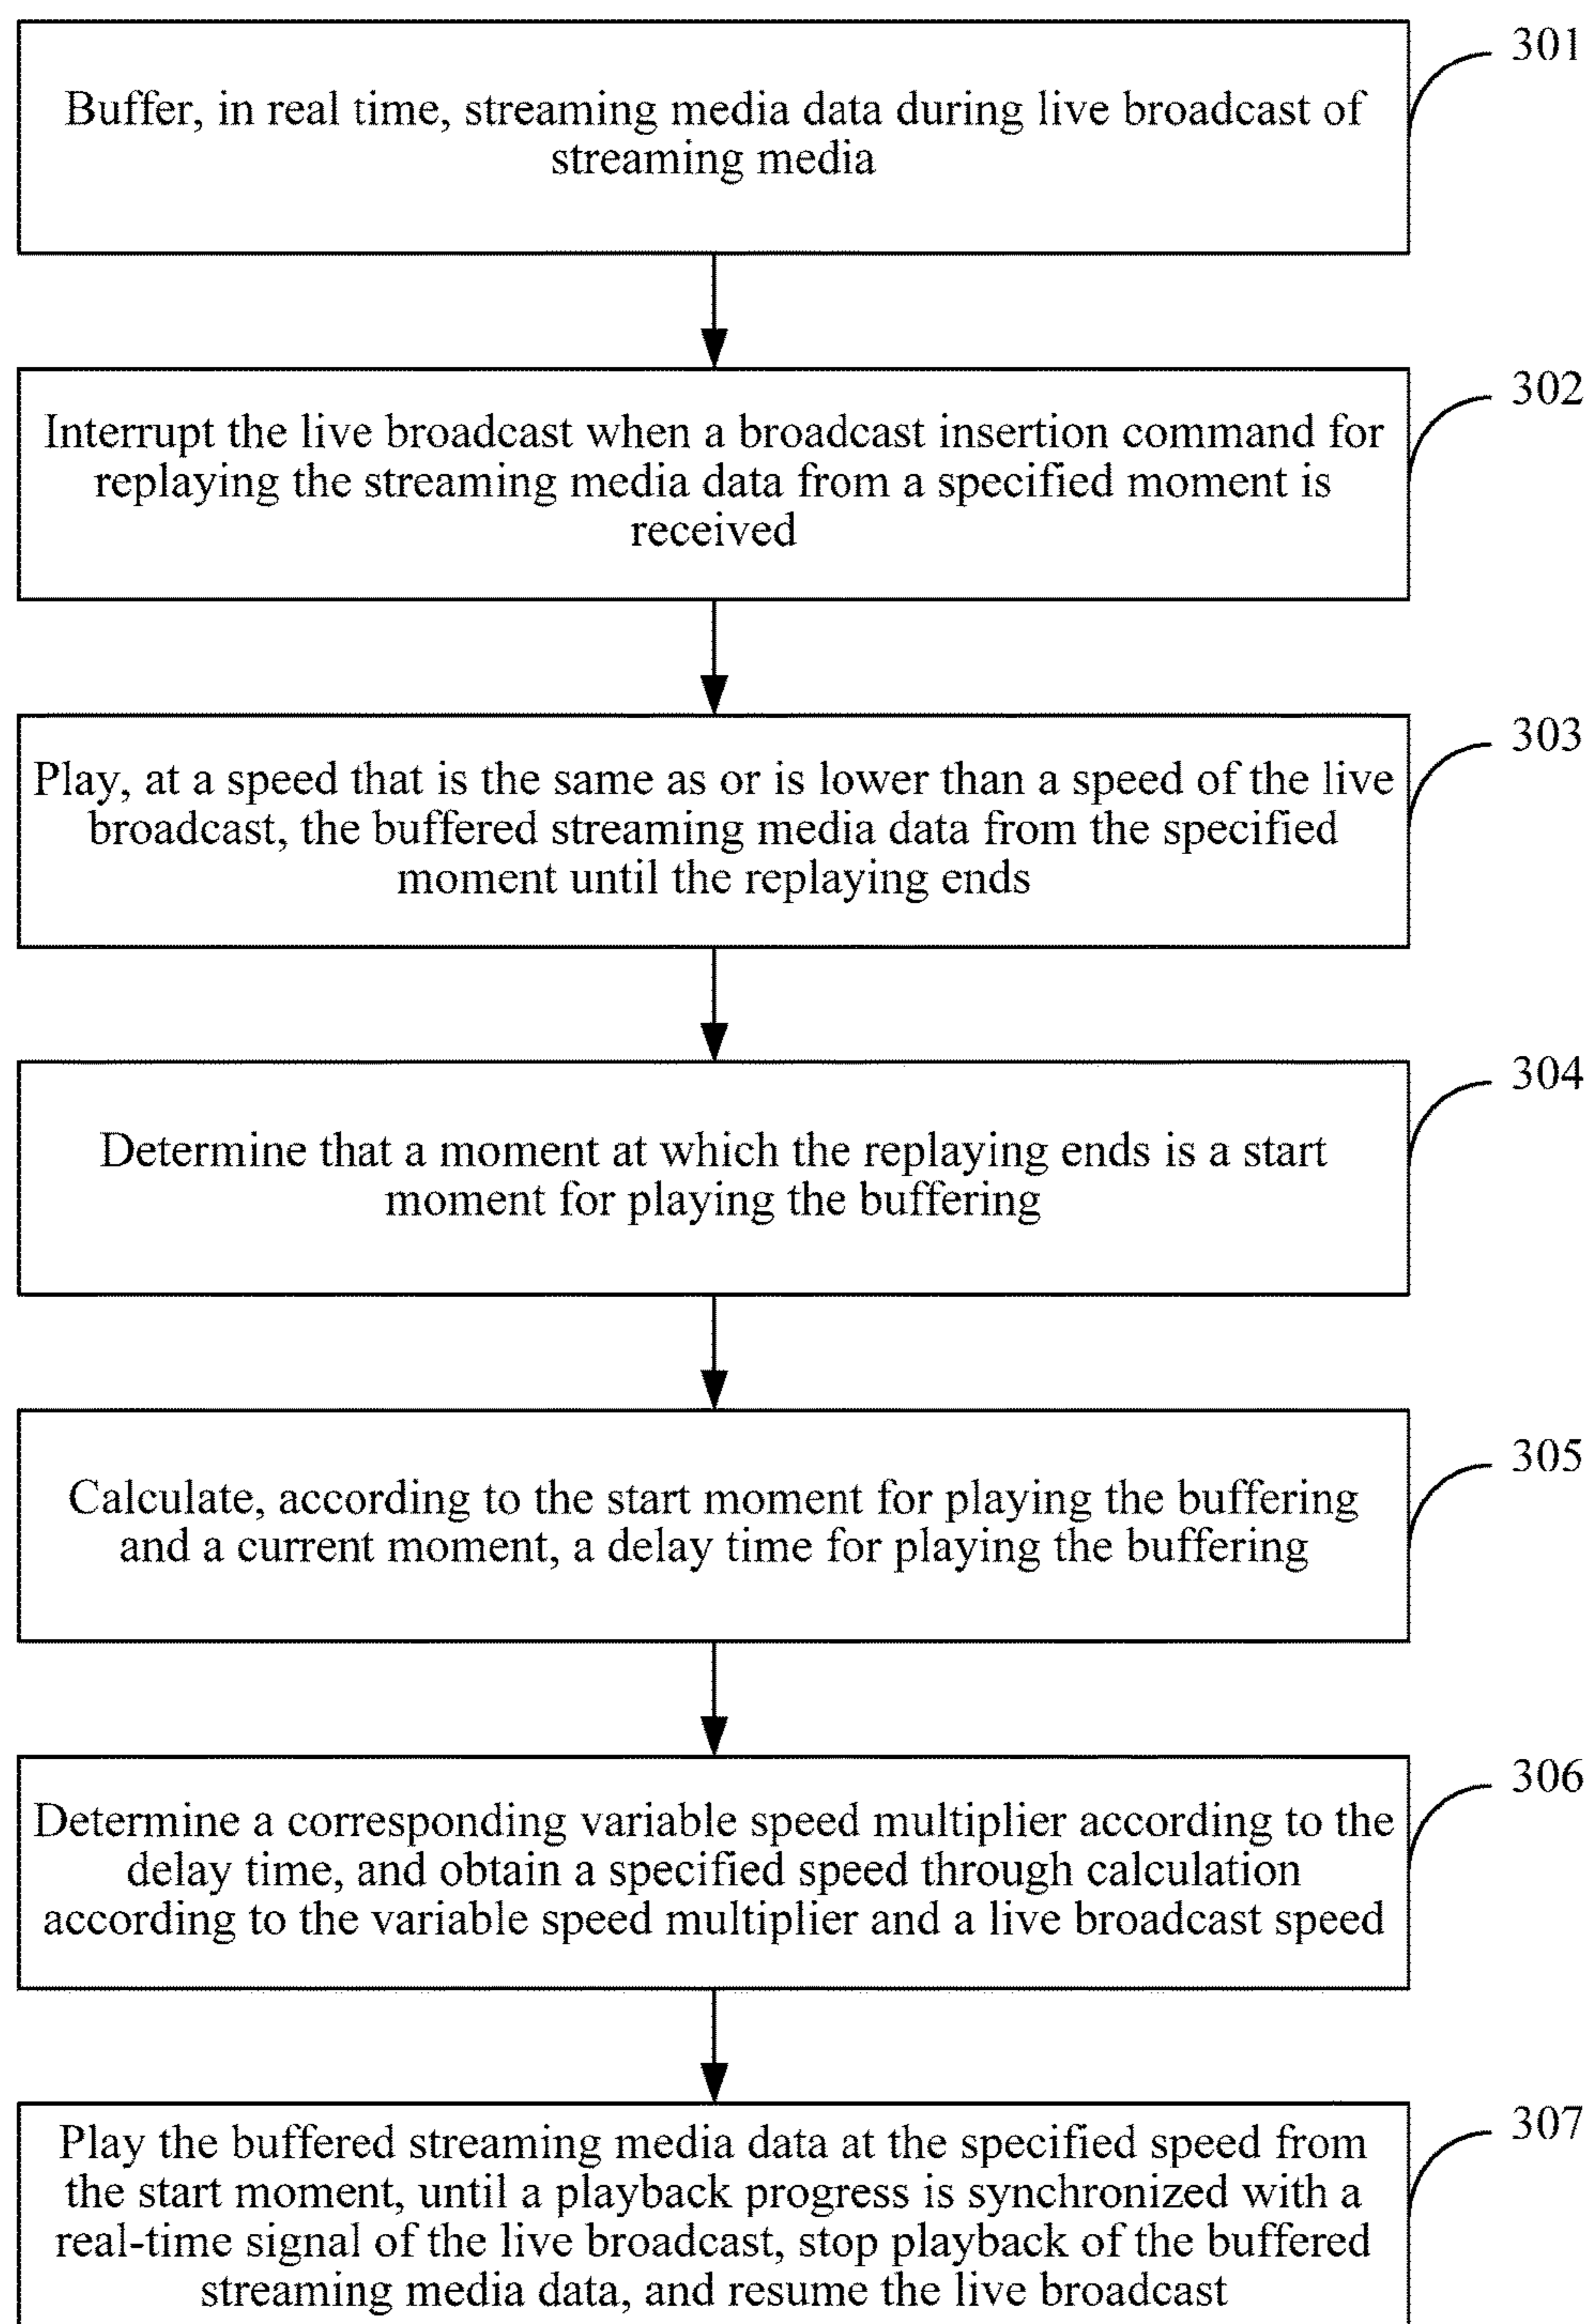 301
Buffer, in real time, streaming media data during live broadcast of
streaming media
302
Interrupt the live broadcast when a broadcast insertion command for
replaying the streaming media data from a specified moment is
received
303
Play, at a speed that is the same as or is lower than a speed of the live
broadcast, the buffered streaming media data from the specified
moment until the replaying ends
304
Determine that a moment at which the replaying ends is a start
moment for playing the buffering
305
Calculate, according to the start moment for playing the buffering
and a current moment, a delay time for playing the buffering
306
Determine a corresponding variable speed multiplier according to the
delay time, and obtain a specified speed through calculation
according to the variable speed multiplier and a live broadcast speed
307
Play the buffered streaming media data at the specified speed from
the start moment, until a playback progress is synchronized with a
real-time signal of the live broadcast, stop playback of the buffered
streaming media data, and resume the live broadcast